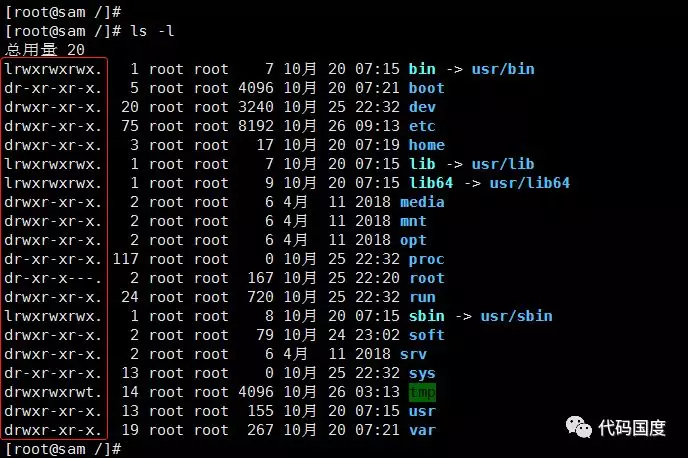 [root@sam /]#
[root@sam /]# ls -l
总用量 20
lrwxrwxrwx. 1 root root 7 10月 20 07:15 bin -> usr/bin
dr-xr-xr-x. 5 root root 4096 10月 20 07:21 boot
drwxr-xr-x. 20 root root 3240 10月 25 22:32 dev
drwxr-xr-x. 75 root root 8192 10月 26 09:13 etc
drwxr-xr-x. 3 root root 17 10月 20 07:19 home
lrwxrwxrwx. 1 root root 7 10月 20 07:15 lib -> usr/lib
lrwxrwxrwx. 1 root root 9 10月 20 07:15 lib64 -> usr/lib64
drwxr-xr-x. 2 root root 6 4月 11 2018 media
drwxr-xr-x. 2 root root 6 4月 11 2018 mnt
drwxr-xr-x. 2 root root 6 4月 11 2018 opt
dr-xr-xr-x. 117 root root 0 10月 25 22:32 proc
dr-xr-x---. 2 root root 167 10月 25 22:20 root
drwxr-xr-x. 24 root root 720 10月 25 22:32 run
lrwxrwxrwx. 1 root root 8 10月 20 07:15 sbin -> usr/sbin
drwxr-xr-x. 2 root root 79 10月 24 23:02 soft
drwxr-xr-x. 2 root root 6 4月 11 2018 srv
dr-xr-xr-x. 13 root root 0 10月 25 22:32 sys
drwxrwxrwt. 14 root root 4096 10月 26 03:13 tmp
drwxr-xr-x. 13 root root 155 10月 20 07:15 usr
drwxr-xr-x. 19 root root 267 10月 20 07:21 var
[root@sam /]#
代码国度